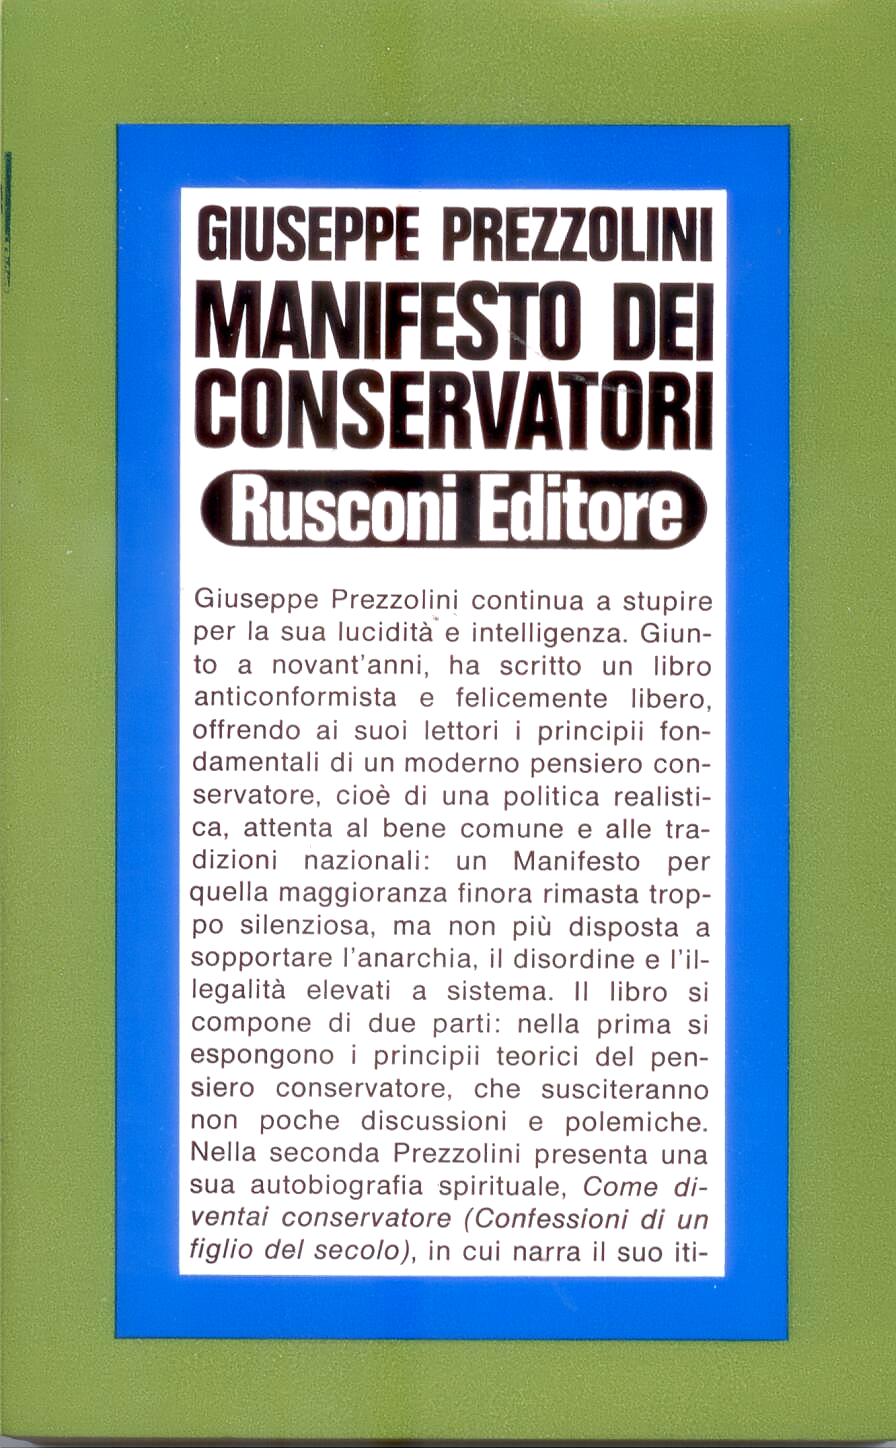 GIUSEPPE PREZZOLINI
MANIFESTO DEI
CONSERVATORI
Rusconi Editore
Giuseppe Prezzolini continua a stupire
per la sua lucidità e intelligenza. Giun-
to a novant'anni, ha scritto un libro
anticonformista e felicemente libero,
offrendo ai suoi lettori i principii fon-
damentali di un moderno pensiero con-
servatore, cioè di una politica realisti-
ca, attenta al bene comune e alle tra-
dizioni nazionali: un Manifesto per
quella maggioranza finora rimasta trop-
po silenziosa, ma non più disposta a
sopportare l'anarchia, il disordine e l'il-
legalità elevati a sistema. Il libro si
compone di due parti: nella prima si
espongono i principii teorici del pen-
siero conservatore, che susciteranno
non poche discussioni e polemiche.
Nella seconda Prezzolini presenta una
sua autobiografia spirituale, Come di-
ventai conservatore (Confessioni di un
figlio del secolo), in cui narra il suo iti-